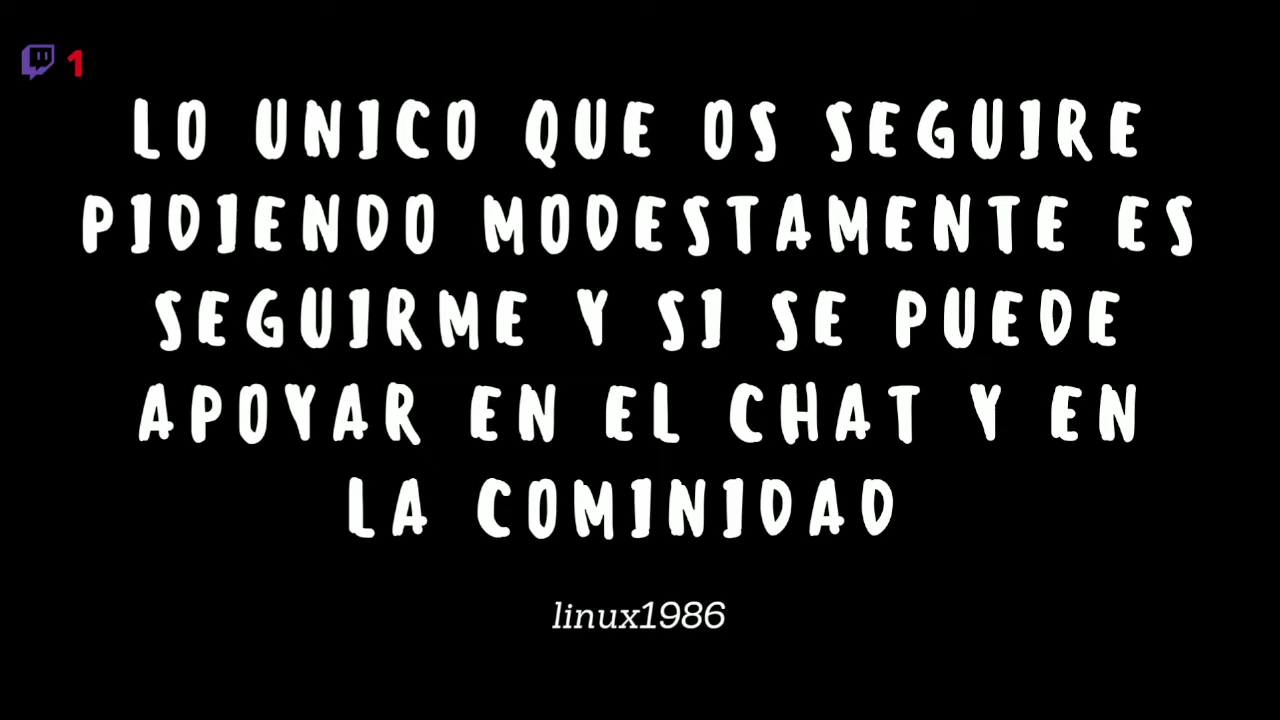 1
LO UNICO QUE OS SEGUIRE
PIDIENDO MODESTAMENTE ES
SEGUIRME Y SI SE PUEDE
APOYAR EN EL CHAT Y EN
LA COMINIDAD
linux1986